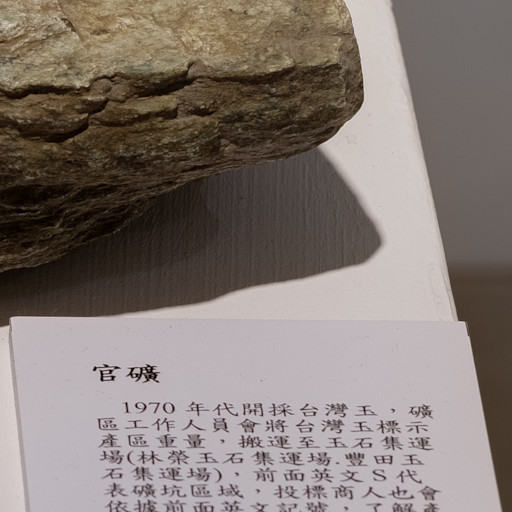 官礦
1970 年代開採台灣玉，礦
區工作人員會將台灣玉標示
產區重量，搬運至玉石集運
場(林榮玉石集運場.豐田玉
石集運場)，前面英文 S 代
表礦坑區域，投標商人也會
依據前面英文記號，了解產